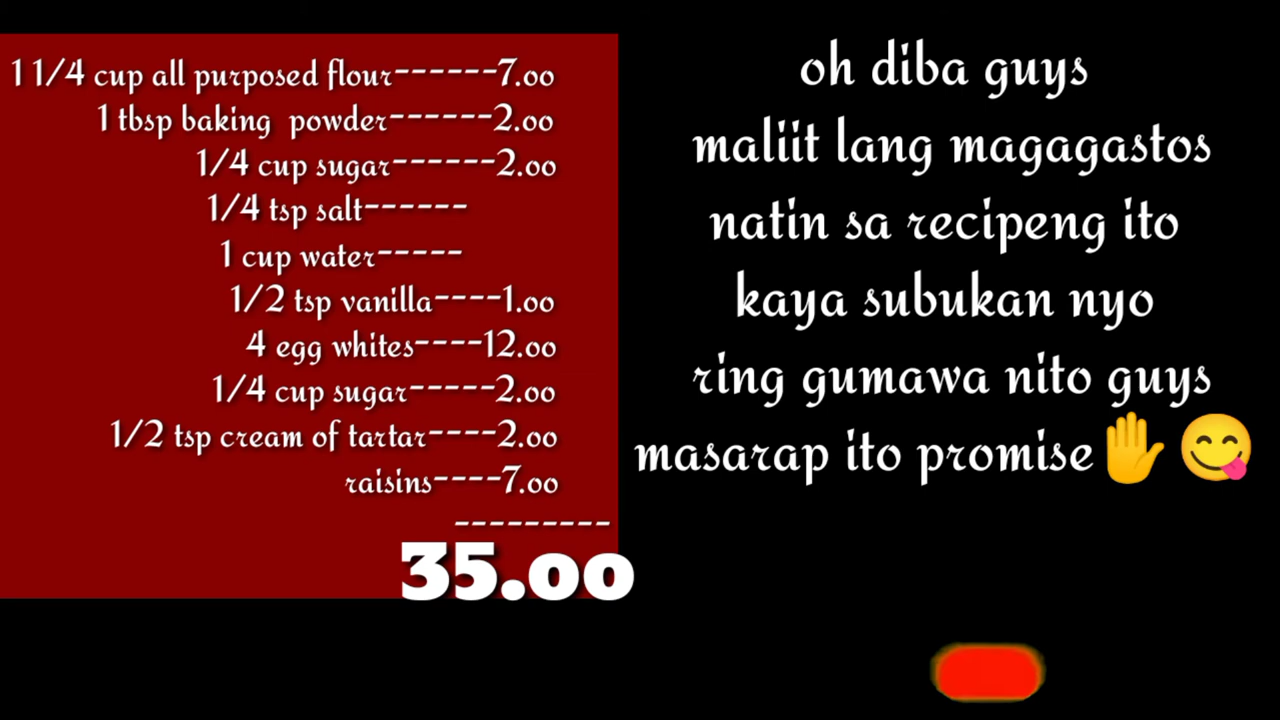 1 1/4 cup all purposed flour------7.00
1 tbsp baking powder------2.00
1/4 cup sugar------2.00
1/4 tsp salt------
1 cup water-----
1/2 tsp vanilla----1.00
4 egg whites----12.00
1/4 cup sugar-----2.00
1/2 tsp cream of tartar----2.00
raisins----7.00
---------
35.00
oh diba guys
maliit lang magagastos
natin sa recipeng ito
kaya subukan nyo
ring gumawa nito guys
masarap ito promise✋😋